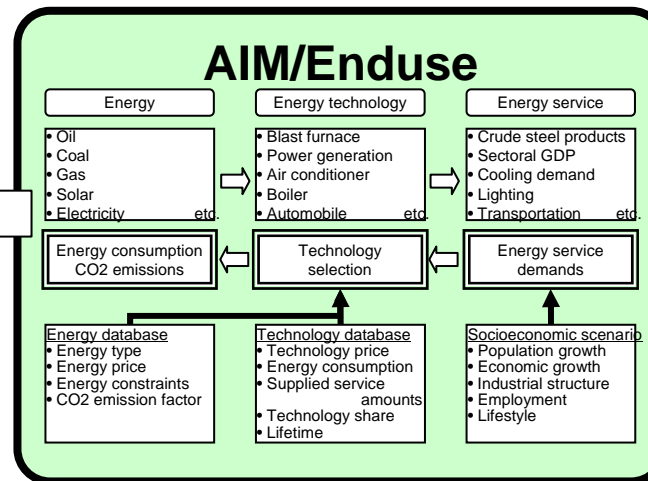 AIM/Enduse
Energy
Energy technology
Energy service
• Oil
• Coal
• Gas
• Solar
• Electricity etc.
• Blast furnace
• Power generation
• Air conditioner
• Boiler
• Automobile etc.
• Crude steel products
• Sectoral GDP
• Cooling demand
• Lighting
• Transportation etc.
Energy consumption
CO2 emissions
Technology
selection
Energy service
demands
Energy database
• Energy type
• Energy price
• Energy constraints
• CO2 emission factor
Technology database
• Technology price
• Energy consumption
• Supplied service
amounts
• Technology share
• Lifetime
Socioeconomic scenario
• Population growth
• Economic growth
• Industrial structure
• Employment
• Lifestyle